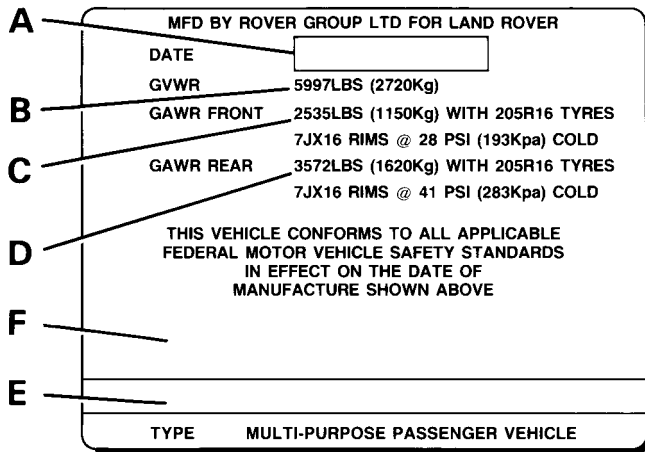 MFD BY ROVER GROUP LTD FOR LAND ROVER
A
DATE
GVWR 5997LBS (2720Kg)
B
GAWR FRONT 2535LBS (1150Kg) WITH 205R16 TYRES
7JX16 RIMS @ 28 PSI (193Kpa) COLD
C
GAWR REAR 3572LBS (1620Kg) WITH 205R16 TYRES
7JX16 RIMS @ 41 PSI (283Kpa) COLD
THIS VEHICLE CONFORMS TO ALL APPLICABLE
D
FEDERAL MOTOR VEHICLE SAFETY STANDARDS
IN EFFECT ON THE DATE OF
MANUFACTURE SHOWN ABOVE
F
E
TYPE MULTI-PURPOSE PASSENGER VEHICLE